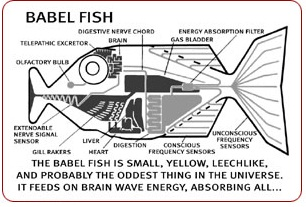 BABEL FISH
DIGESTIVE NERVE CHORD
ENERGY ABSORPTION FILTER
BRAIN
GAS BLADDER
TELEPATHIC EXCRETOR
OLFACTORY BULB
EXTENDABLE
NERVE SIGNAL
SENSOR
GILL RAKERS
LIVER
HEART
DIGESTION
CONSCIOUS
FREQUENCY
SENSORS
UNCONSCIOUS
FREQUENCY
SENSORS
THE BABEL FISH IS SMALL, YELLOW, LEECHLIKE,
AND PROBABLY THE ODDEST THING IN THE UNIVERSE.
IT FEEDS ON BRAIN WAVE ENERGY, ABSORBING ALL...